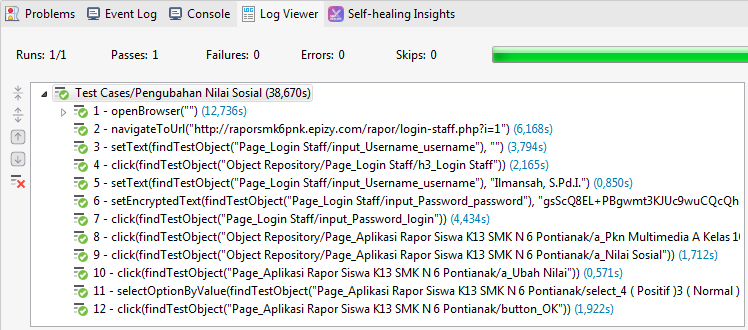 Problems Event Log Console Log Viewer Self-healing Insights
Runs: 1/1 Passes: 1 Failures: 0 Errors: 0 Skips: 0
Test Cases/Pengubahan Nilai Sosial (38,670s)
1 - openBrowser("") (12,736s)
2 - navigateToUrl("http://raporsmk6pnk.epizy.com/rapor/login-staff.php?i=1") (6,168s)
3 - setText(findTestObject("Page_Login Staff/input_Username_username"), "") (3,794s)
4 - click(findTestObject("Object Repository/Page_Login Staff/h3_Login Staff")) (2,165s)
5 - setText(findTestObject("Page_Login Staff/input_Username_username"), "Ilmansah, S.Pd.I.") (0,850s)
6 - setEncryptedText(findTestObject("Page_Login Staff/input_Password_password"), "gsScQ8EL+PBgwmt3KJUc9wuCQcQh
7 - click(findTestObject("Page_Login Staff/input_Password_login")) (4,434s)
8 - click(findTestObject("Object Repository/Page_Aplikasi Rapor Siswa K13 SMK N 6 Pontianak/a_Pkn Multimedia A Kelas 10
9 - click(findTestObject("Object Repository/Page_Aplikasi Rapor Siswa K13 SMK N 6 Pontianak/a_Nilai Sosial")) (1,712s)
10 - click(findTestObject("Page_Aplikasi Rapor Siswa K13 SMK N 6 Pontianak/a_Ubah Nilai")) (0,571s)
11 - selectOptionByValue(findTestObject("Page_Aplikasi Rapor Siswa K13 SMK N 6 Pontianak/select_4 ( Positif )3 ( Normal )
12 - click(findTestObject("Page_Aplikasi Rapor Siswa K13 SMK N 6 Pontianak/button_OK")) (1,922s)